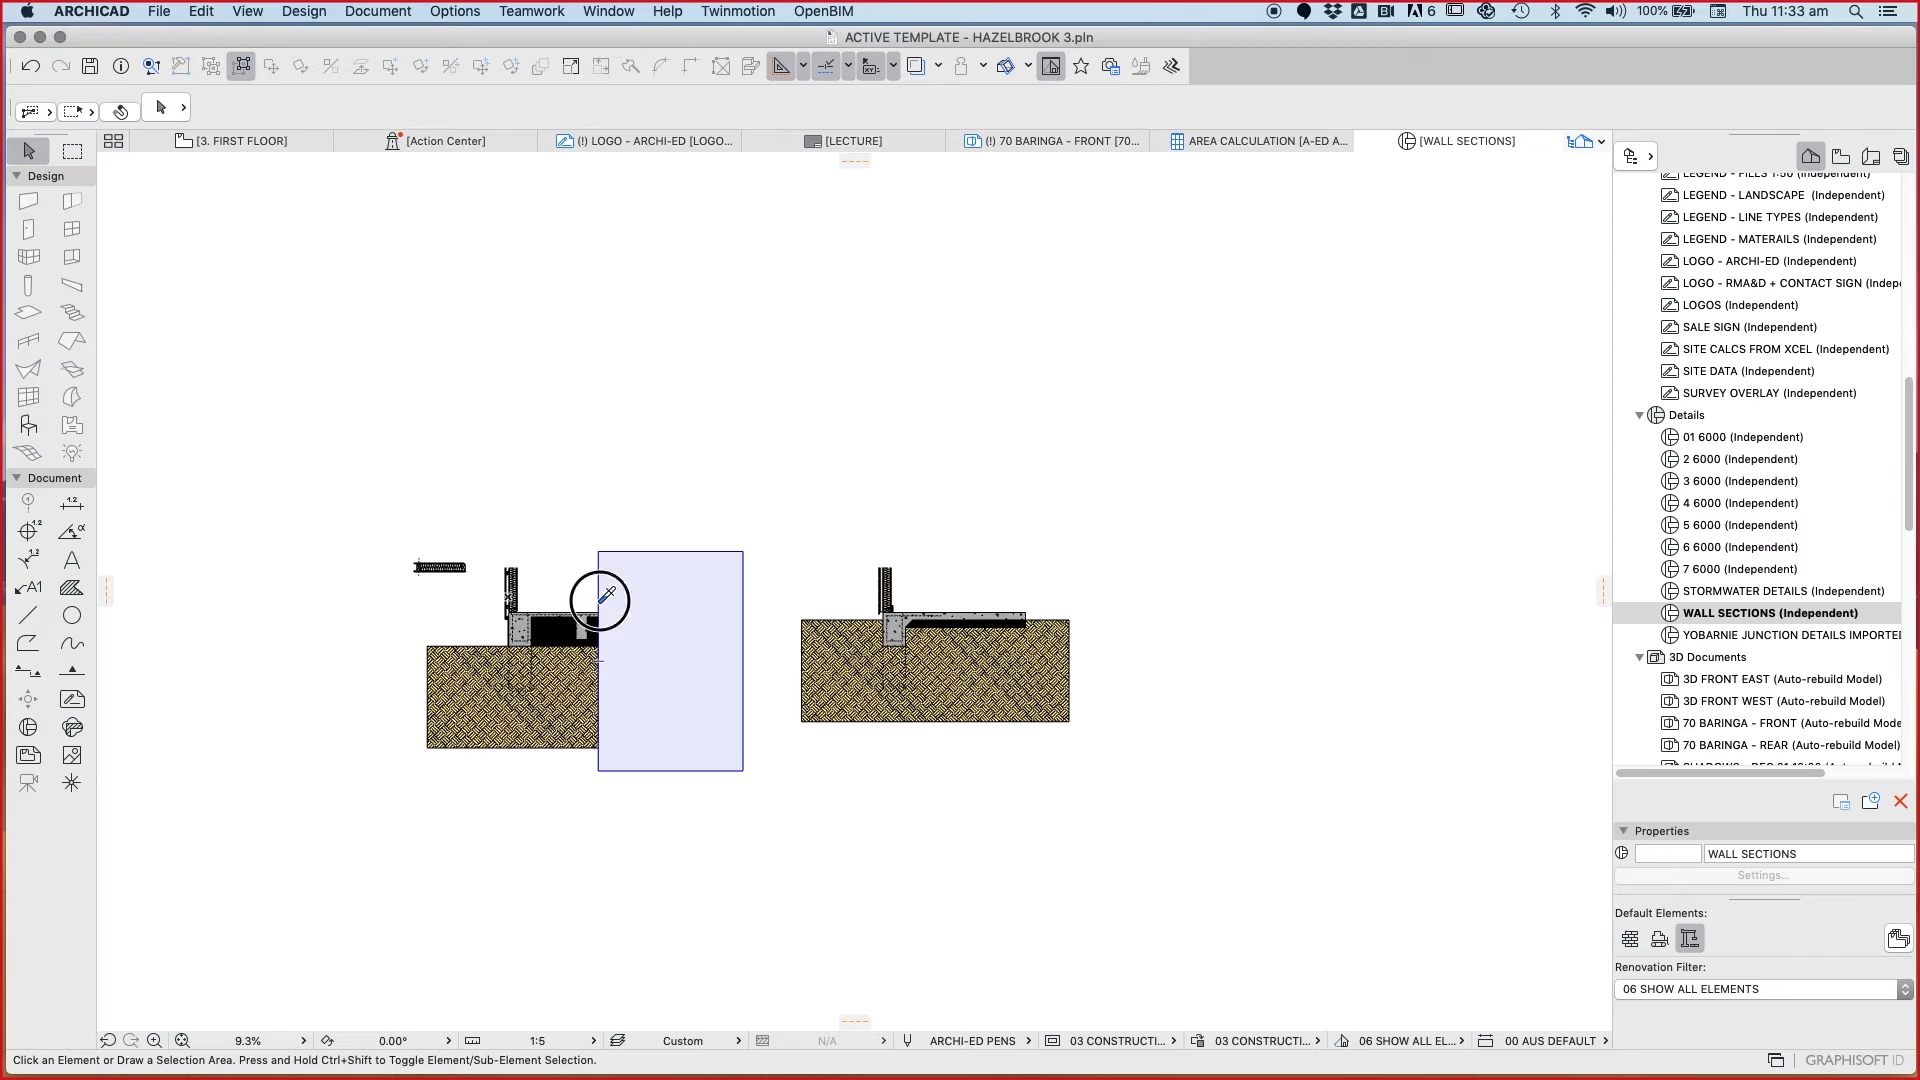 ARCHICAD File Edit View Design Document Options Teamwork Window Help Twinmotion OpenBIM
6 100% Thu 11:33 am
ACTIVE TEMPLATE - HAZELBROOK 3.pln
[3. FIRST FLOOR] [Action Center] (!) LOGO - ARCHI-ED [LOGO... [LECTURE] (!) 70 BARINGA - FRONT [70... AREA CALCULATION [A-ED A... [WALL SECTIONS]
Design
Document
LEGEND - FILLS 1:50 (Independent)
LEGEND - LANDSCAPE (Independent)
LEGEND - LINE TYPES (Independent)
LEGEND - MATERAILS (Independent)
LOGO - ARCHI-ED (Independent)
LOGO - RMA&D + CONTACT SIGN (Indepe
LOGOS (Independent)
SALE SIGN (Independent)
SITE CALCS FROM XCEL (Independent)
SITE DATA (Independent)
SURVEY OVERLAY (Independent)
Details
01 6000 (Independent)
2 6000 (Independent)
3 6000 (Independent)
4 6000 (Independent)
5 6000 (Independent)
6 6000 (Independent)
7 6000 (Independent)
STORMWATER DETAILS (Independent)
WALL SECTIONS (Independent)
YOBARNIE JUNCTION DETAILS IMPORTED
3D Documents
3D FRONT EAST (Auto-rebuild Model)
3D FRONT WEST (Auto-rebuild Model)
70 BARINGA - FRONT (Auto-rebuild Mode
70 BARINGA - REAR (Auto-rebuild Model)
Properties
WALL SECTIONS
Settings...
Default Elements:
Renovation Filter:
06 SHOW ALL ELEMENTS
9.3% 0.00° 1:5 Custom N/A ARCHI-ED PENS 03 CONSTRUCTI... 03 CONSTRUCTI... 06 SHOW ALL EL... 00 AUS DEFAULT
Click an Element or Draw a Selection Area. Press and Hold Ctrl+Shift to Toggle Element/Sub-Element Selection.
GRAPHISOFT ID